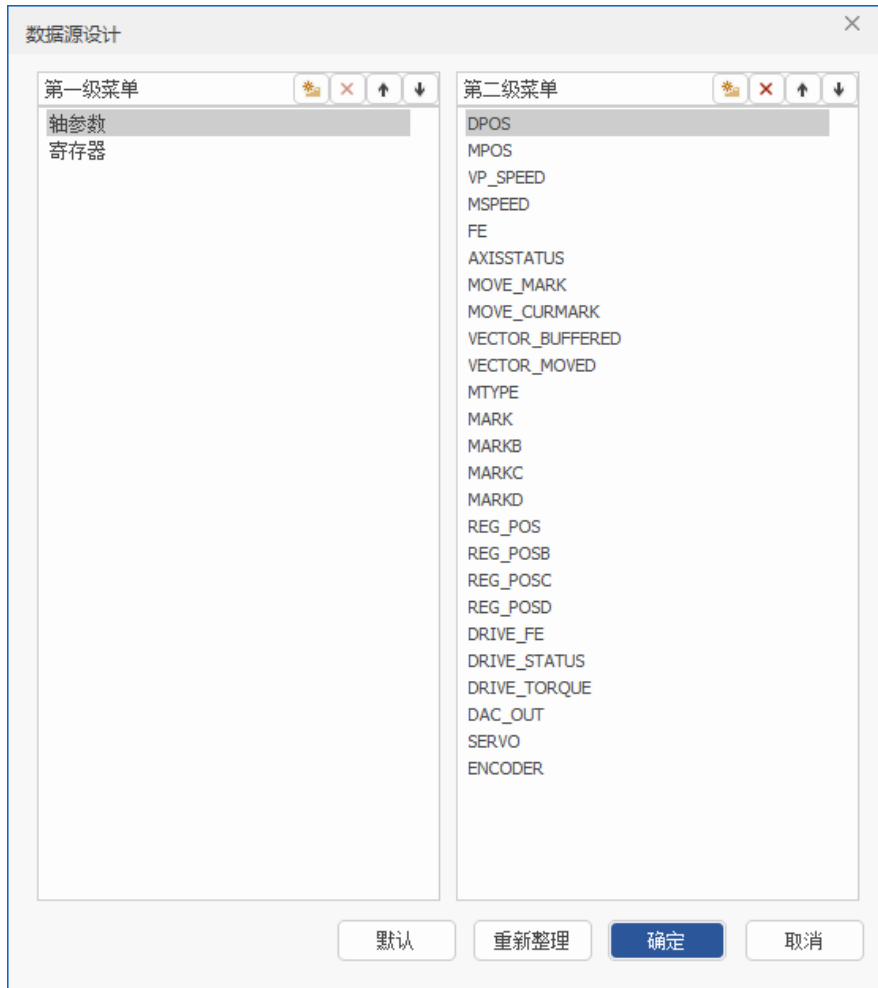 数据源设计
第一级菜单
轴参数
寄存器
第二级菜单
DPOS
MPOS
VP_SPEED
MSPEED
FE
AXISSTATUS
MOVE_MARK
MOVE_CURMARK
VECTOR_BUFFERED
VECTOR_MOVED
MTYPE
MARK
MARKB
MARKC
MARKD
REG_POS
REG_POSB
REG_POSC
REG_POSD
DRIVE_FE
DRIVE_STATUS
DRIVE_TORQUE
DAC_OUT
SERVO
ENCODER
默认 重新整理 确定 取消